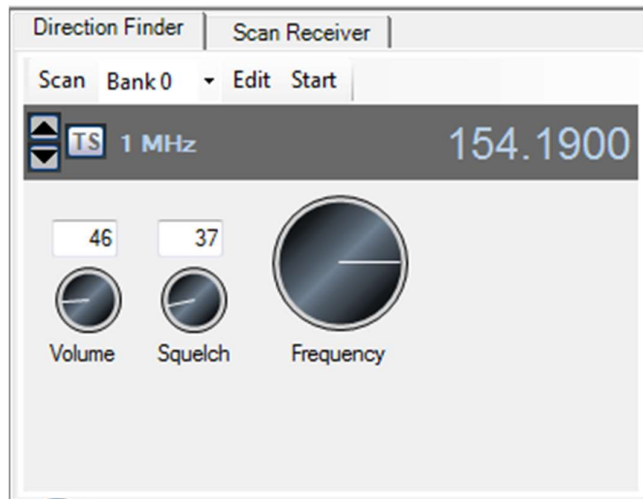 Direction Finder Scan Receiver
Scan Bank 0 Edit Start
TS 1 MHz 154.1900
46 37
Volume Squelch Frequency